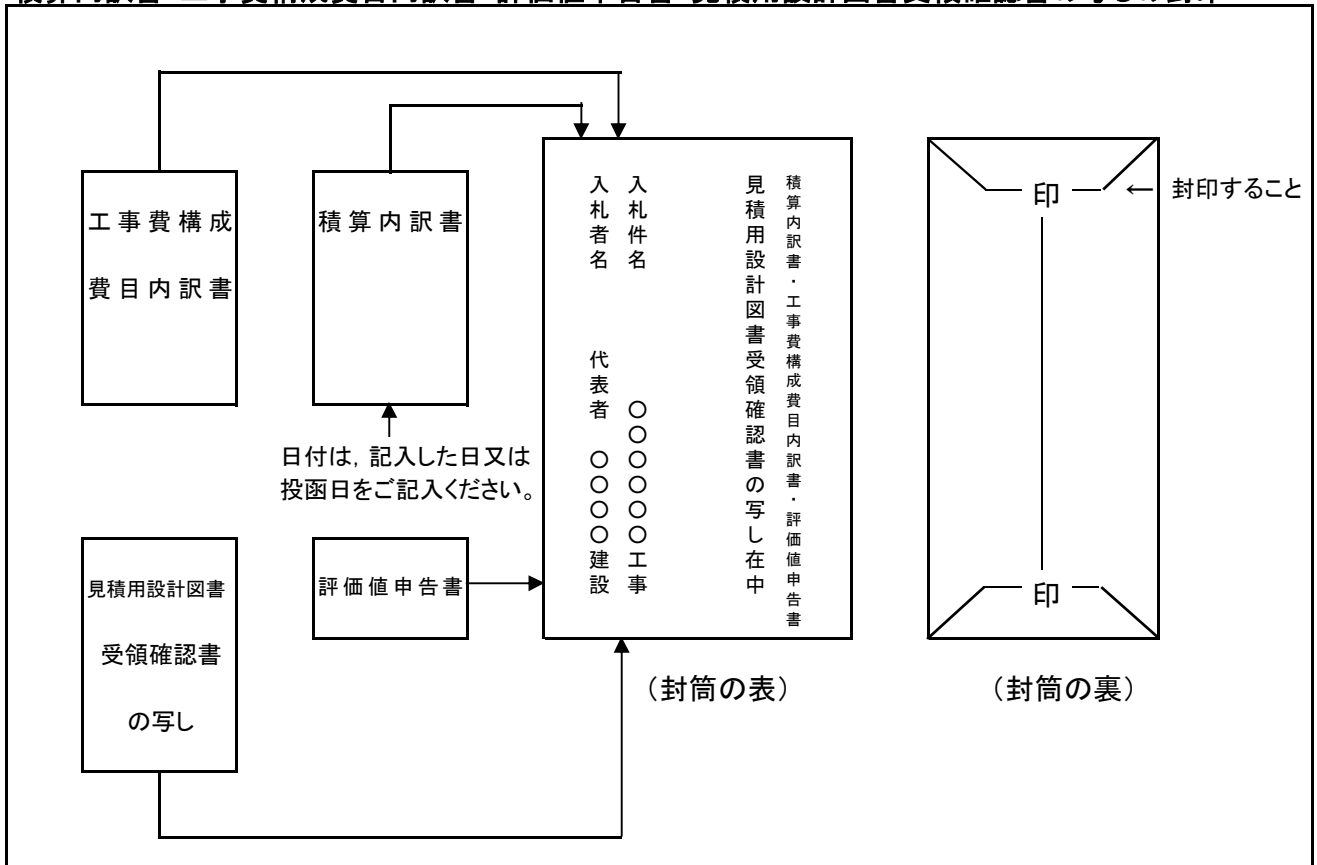 工事費構成
費目内訳書
積算内訳書
日付は，記入した日又は
投函日をご記入ください。
見積用設計図書
受領確認書
の写し
評価値申告書
積算内訳書・工事費構成費目内訳書・評価値申告書
見積用設計図書受領確認書の写し在中
入札件名 〇〇〇〇〇〇工事
入札者名 代表者 〇〇〇〇建設
(封筒の表)
印
← 封印すること
印
(封筒の裏)